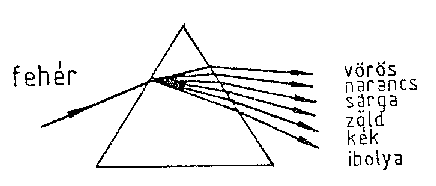 fehér
vörös
narancs
sárga
zöld
kék
ibolya